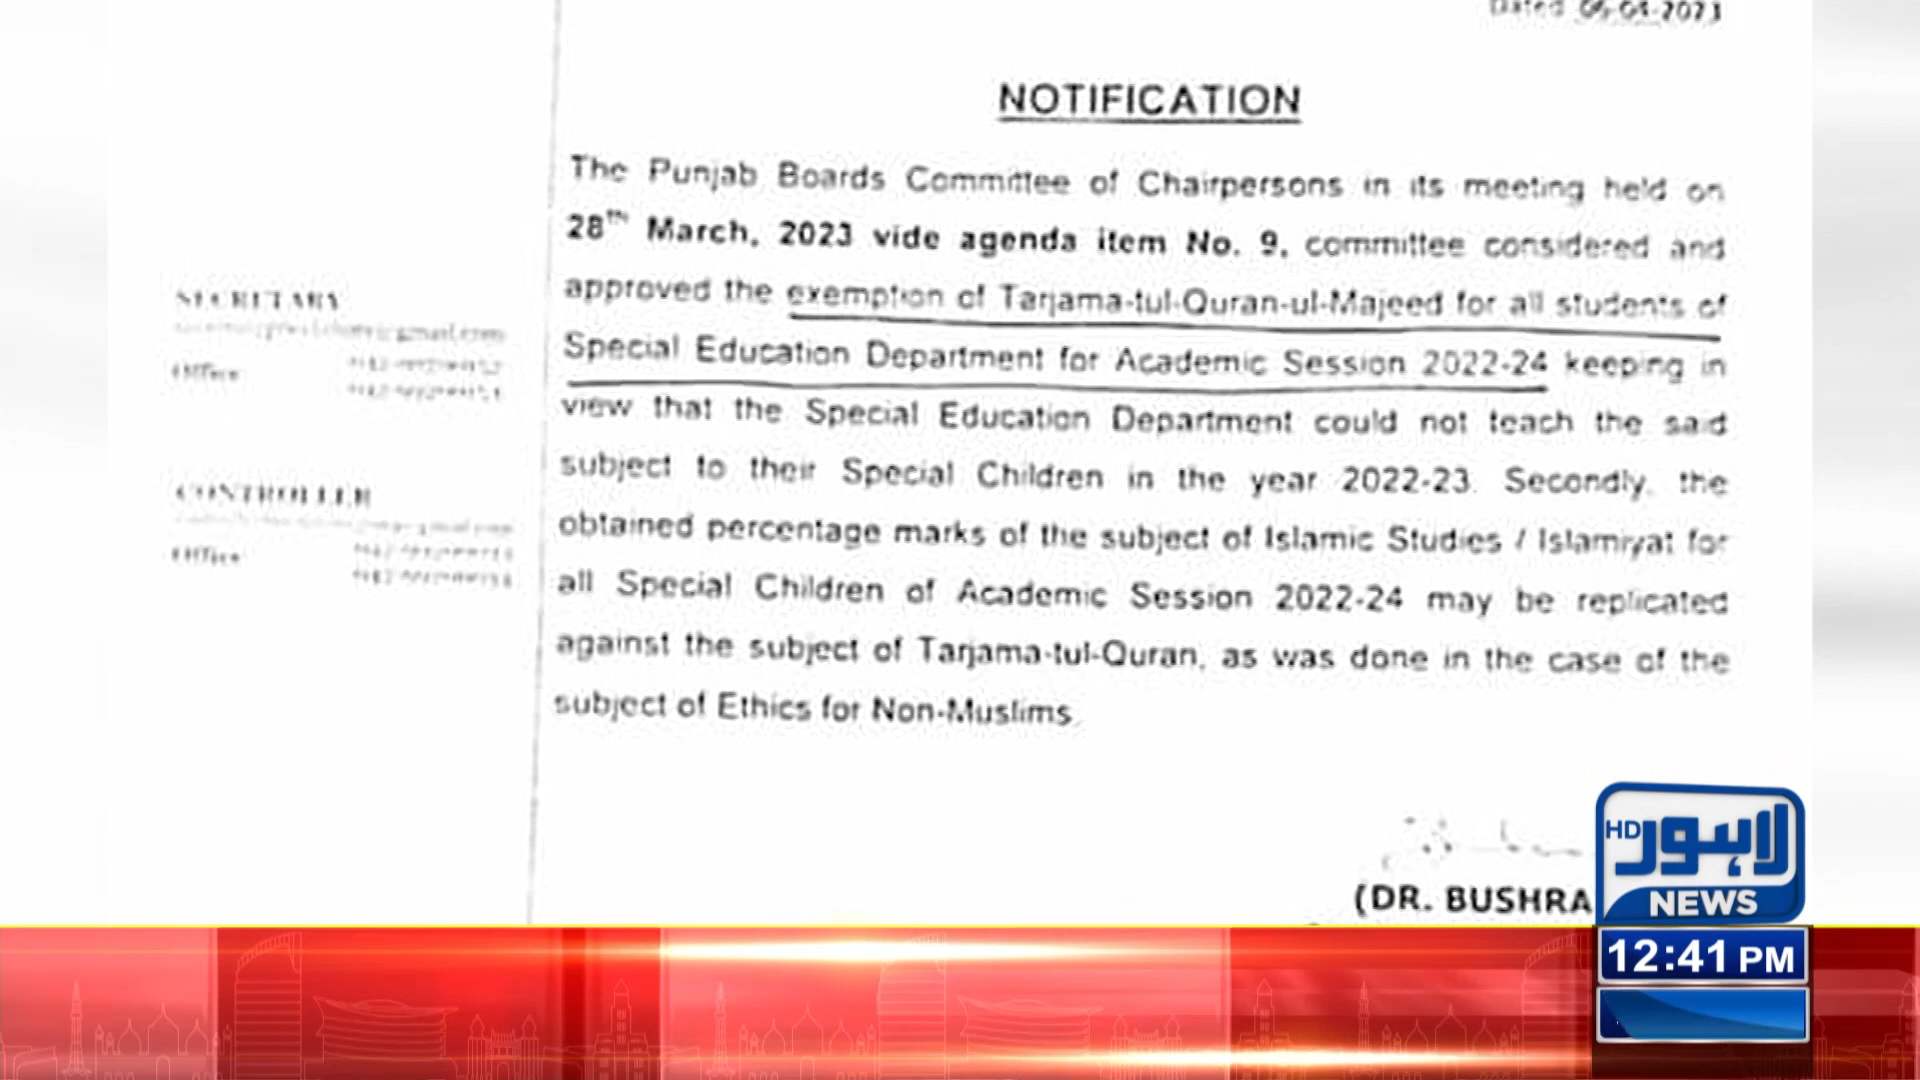 NOTIFICATION
The Punjab Boards Committee of Chairpersons in its meeting held on
28th March, 2023 vide agenda item No. 9, committee considered and
approved the exemption of Tarjama-tul-Quran-ul-Majeed for all students of
Special Education Department for Academic Session 2022-24 keeping in
view that the Special Education Department could not teach the said
subject to their Special Children in the year 2022-23. Secondly, the
obtained percentage marks of the subject of Islamic Studies / Islamiyat for
all Special Children of Academic Session 2022-24 may be replicated
against the subject of Tarjama-tul-Quran, as was done in the case of the
subject of Ethics for Non-Muslims.
SECRETARY
Office
CONTROLLER
Office
(DR. BUSHRA
HD لاہور
NEWS
12:41 PM